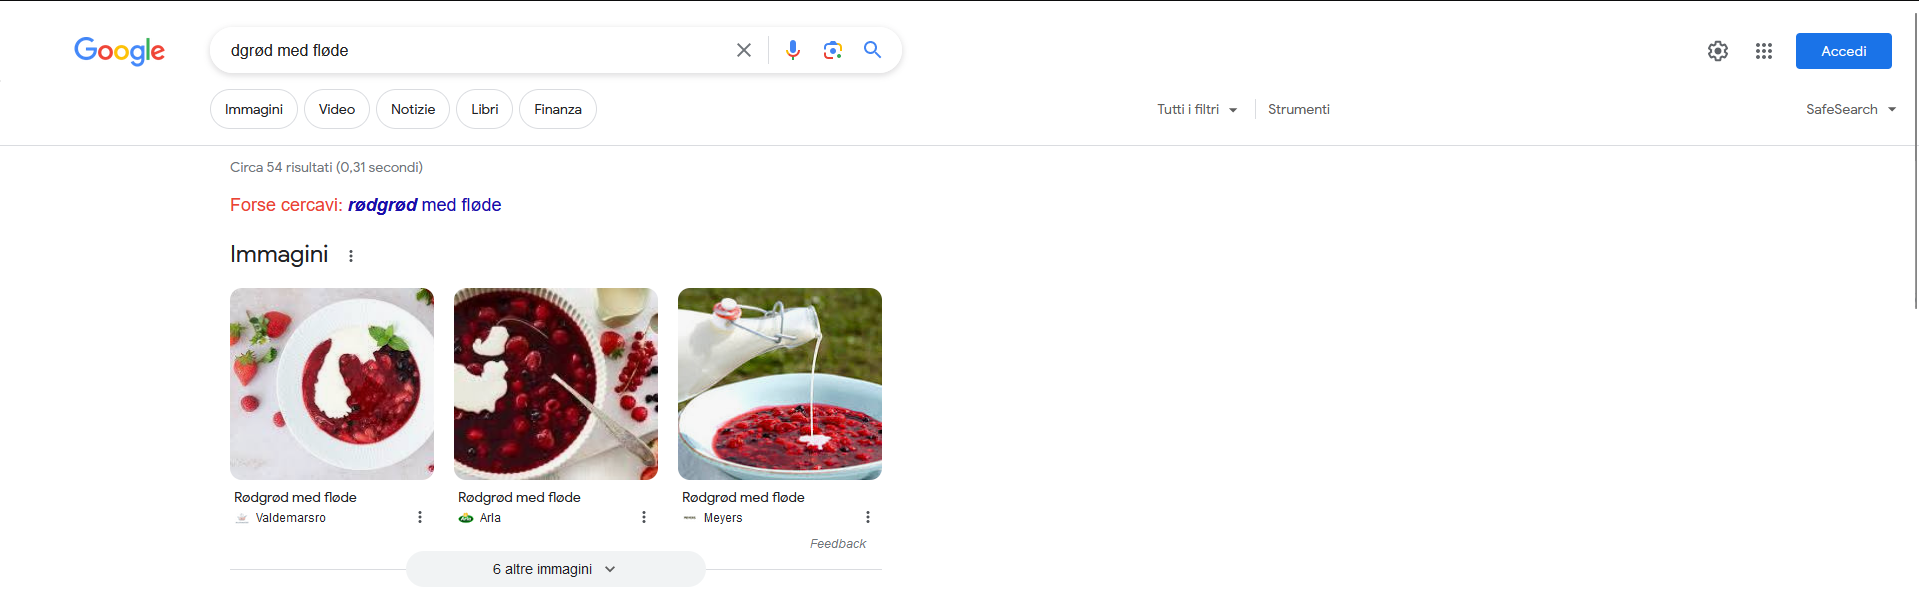 Google
dgrød med fløde
Accedi
Immagini
Video
Notizie
Libri
Finanza
Tutti i filtri
Strumenti
SafeSearch
Circa 54 risultati (0,31 secondi)
Forse cercavi: rødgrød med fløde
Immagini
Rødgrød med fløde
Valdemarsro
Rødgrød med fløde
Arla
Rødgrød med fløde
Meyers
Feedback
6 altre immagini